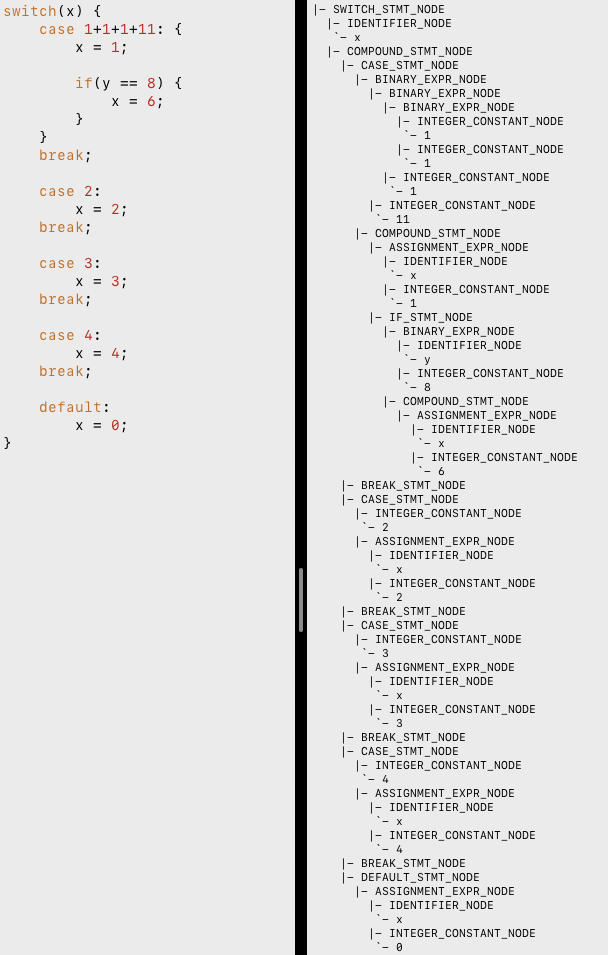 switch(x) {
    case 1+1+1+11: {
        x = 1;

        if(y == 8) {
            x = 6;
        }
    }
    break;

    case 2:
        x = 2;
    break;

    case 3:
        x = 3;
    break;

    case 4:
        x = 4;
    break;

    default:
        x = 0;
}
|- SWITCH_STMT_NODE
  |- IDENTIFIER_NODE
   `- x
  |- COMPOUND_STMT_NODE
    |- CASE_STMT_NODE
      |- BINARY_EXPR_NODE
        |- BINARY_EXPR_NODE
          |- BINARY_EXPR_NODE
            |- INTEGER_CONSTANT_NODE
             `- 1
            |- INTEGER_CONSTANT_NODE
             `- 1
          |- INTEGER_CONSTANT_NODE
           `- 1
        |- INTEGER_CONSTANT_NODE
         `- 11
      |- COMPOUND_STMT_NODE
        |- ASSIGNMENT_EXPR_NODE
          |- IDENTIFIER_NODE
           `- x
          |- INTEGER_CONSTANT_NODE
           `- 1
        |- IF_STMT_NODE
          |- BINARY_EXPR_NODE
            |- IDENTIFIER_NODE
             `- y
            |- INTEGER_CONSTANT_NODE
             `- 8
          |- COMPOUND_STMT_NODE
            |- ASSIGNMENT_EXPR_NODE
              |- IDENTIFIER_NODE
               `- x
              |- INTEGER_CONSTANT_NODE
               `- 6
    |- BREAK_STMT_NODE
    |- CASE_STMT_NODE
      |- INTEGER_CONSTANT_NODE
       `- 2
      |- ASSIGNMENT_EXPR_NODE
        |- IDENTIFIER_NODE
         `- x
        |- INTEGER_CONSTANT_NODE
         `- 2
    |- BREAK_STMT_NODE
    |- CASE_STMT_NODE
      |- INTEGER_CONSTANT_NODE
       `- 3
      |- ASSIGNMENT_EXPR_NODE
        |- IDENTIFIER_NODE
         `- x
        |- INTEGER_CONSTANT_NODE
         `- 3
    |- BREAK_STMT_NODE
    |- CASE_STMT_NODE
      |- INTEGER_CONSTANT_NODE
       `- 4
      |- ASSIGNMENT_EXPR_NODE
        |- IDENTIFIER_NODE
         `- x
        |- INTEGER_CONSTANT_NODE
         `- 4
    |- BREAK_STMT_NODE
    |- DEFAULT_STMT_NODE
      |- ASSIGNMENT_EXPR_NODE
        |- IDENTIFIER_NODE
         `- x
        |- INTEGER_CONSTANT_NODE
         `- 0